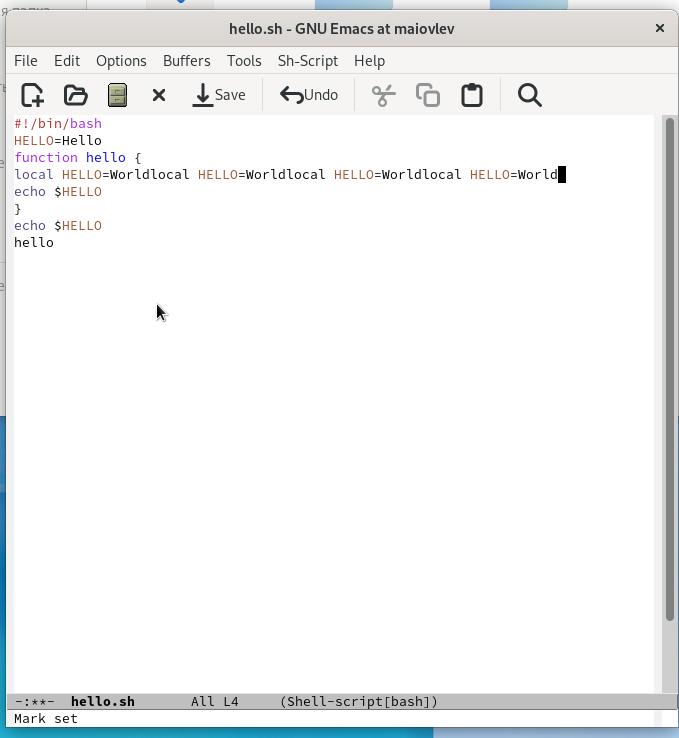 hello.sh - GNU Emacs at maiovlev ×
File Edit Options Buffers Tools Sh-Script Help
Save Undo
#!/bin/bash
HELLO=Hello
function hello {
local HELLO=Worldlocal HELLO=Worldlocal HELLO=Worldlocal HELLO=World
echo $HELLO
}
echo $HELLO
hello
-:**- hello.sh All L4 (Shell-script[bash])
Mark set